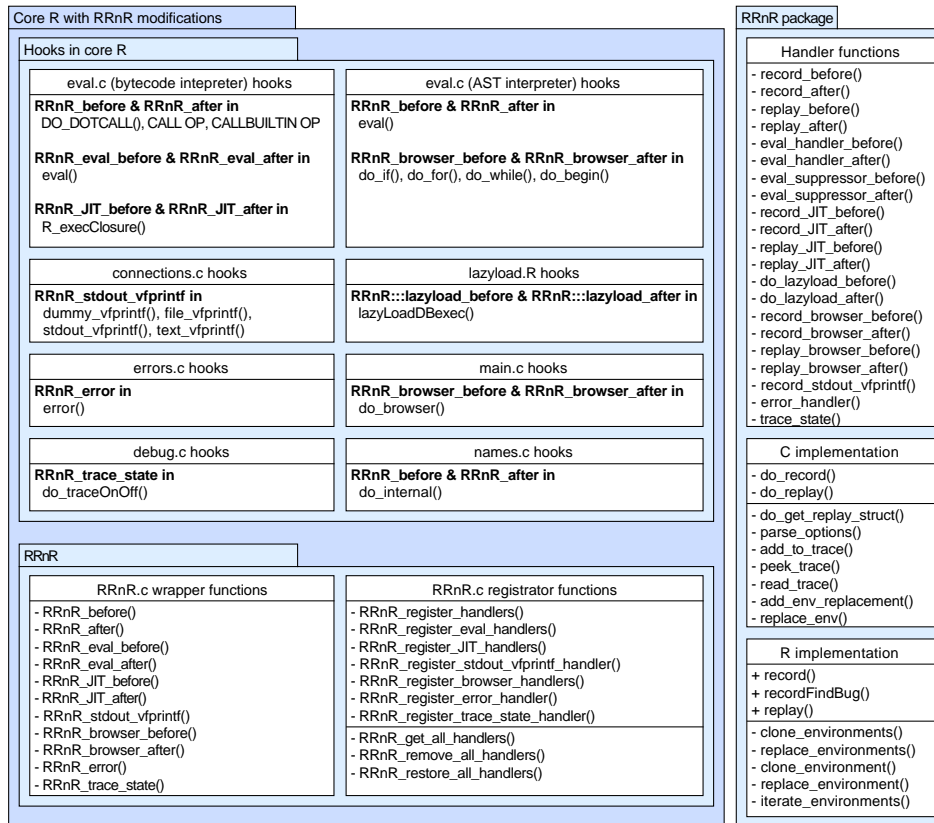 Core R with RRnR modifications
Hooks in core R
eval.c (bytecode intepreter) hooks
RRnR_before & RRnR_after in
DO_DOTCALL(), CALL OP, CALLBUILTIN OP
RRnR_eval_before & RRnR_eval_after in
eval()
RRnR_JIT_before & RRnR_JIT_after in
R_execClosure()
eval.c (AST interpreter) hooks
RRnR_before & RRnR_after in
eval()
RRnR_browser_before & RRnR_browser_after in
do_if(), do_for(), do_while(), do_begin()
connections.c hooks
RRnR_stdout_vfprintf in
dummy_vfprintf(), file_vfprintf(),
stdout_vfprintf(), text_vfprintf()
lazyload.R hooks
RRnR:::lazyload_before & RRnR:::lazyload_after in
lazyLoadDBexec()
errors.c hooks
RRnR_error in
error()
main.c hooks
RRnR_browser_before & RRnR_browser_after in
do_browser()
debug.c hooks
RRnR_trace_state in
do_traceOnOff()
names.c hooks
RRnR_before & RRnR_after in
do_internal()
RRnR
RRnR.c wrapper functions
- RRnR_before()
- RRnR_after()
- RRnR_eval_before()
- RRnR_eval_after()
- RRnR_JIT_before()
- RRnR_JIT_after()
- RRnR_stdout_vfprintf()
- RRnR_browser_before()
- RRnR_browser_after()
- RRnR_error()
- RRnR_trace_state()
RRnR.c registrator functions
- RRnR_register_handlers()
- RRnR_register_eval_handlers()
- RRnR_register_JIT_handlers()
- RRnR_register_stdout_vfprintf_handler()
- RRnR_register_browser_handlers()
- RRnR_register_error_handler()
- RRnR_register_trace_state_handler()
- RRnR_get_all_handlers()
- RRnR_remove_all_handlers()
- RRnR_restore_all_handlers()
RRnR package
Handler functions
- record_before()
- record_after()
- replay_before()
- replay_after()
- eval_handler_before()
- eval_handler_after()
- eval_suppressor_before()
- eval_suppressor_after()
- record_JIT_before()
- record_JIT_after()
- replay_JIT_before()
- replay_JIT_after()
- do_lazyload_before()
- do_lazyload_after()
- record_browser_before()
- record_browser_after()
- replay_browser_before()
- replay_browser_after()
- record_stdout_vfprintf()
- error_handler()
- trace_state()
C implementation
- do_record()
- do_replay()
- do_get_replay_struct()
- parse_options()
- add_to_trace()
- peek_trace()
- read_trace()
- add_env_replacement()
- replace_env()
R implementation
+ record()
+ recordFindBug()
+ replay()
- clone_environments()
- replace_environments()
- clone_environment()
- replace_environment()
- iterate_environments()